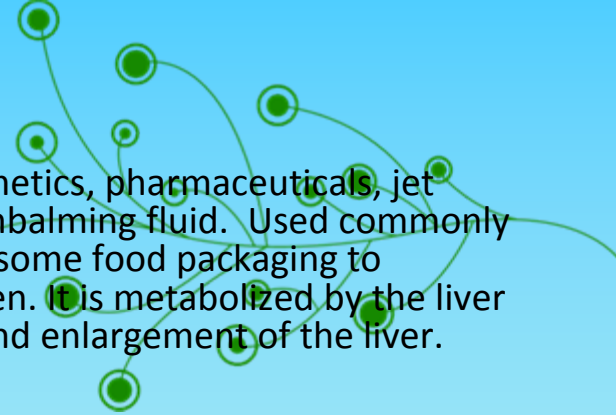 netics, pharmaceuticals, jet
nbalming fluid.  Used commonly
some food packaging to
en. It is metabolized by the liver
nd enlargement of the liver.